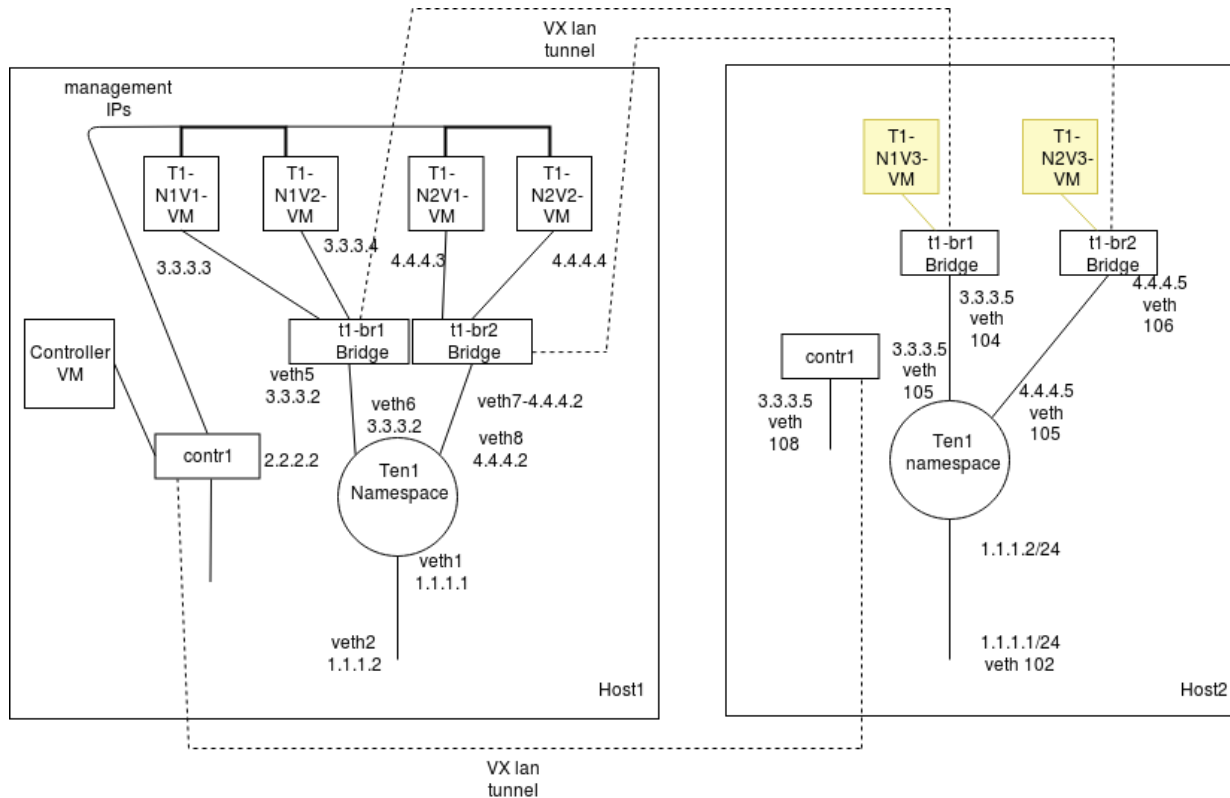 VX lan
tunnel
management
IPs
T1-
N1V1-
VM
T1-
N1V2-
VM
T1-
N2V1-
VM
T1-
N2V2-
VM
3.3.3.3
3.3.3.4
4.4.4.3
4.4.4.4
Controller
VM
t1-br1
Bridge
t1-br2
Bridge
veth5
3.3.3.2
veth6
3.3.3.2
veth7-4.4.4.2
veth8
4.4.4.2
contr1
2.2.2.2
Ten1
Namespace
veth1
1.1.1.1
veth2
1.1.1.2
Host1
T1-
N1V3-
VM
T1-
N2V3-
VM
t1-br1
Bridge
t1-br2
Bridge
3.3.3.5
veth
104
4.4.4.5
veth
106
contr1
3.3.3.5
veth
105
4.4.4.5
veth
105
3.3.3.5
veth
108
Ten1
namespace
1.1.1.2/24
1.1.1.1/24
veth 102
Host2
VX lan
tunnel